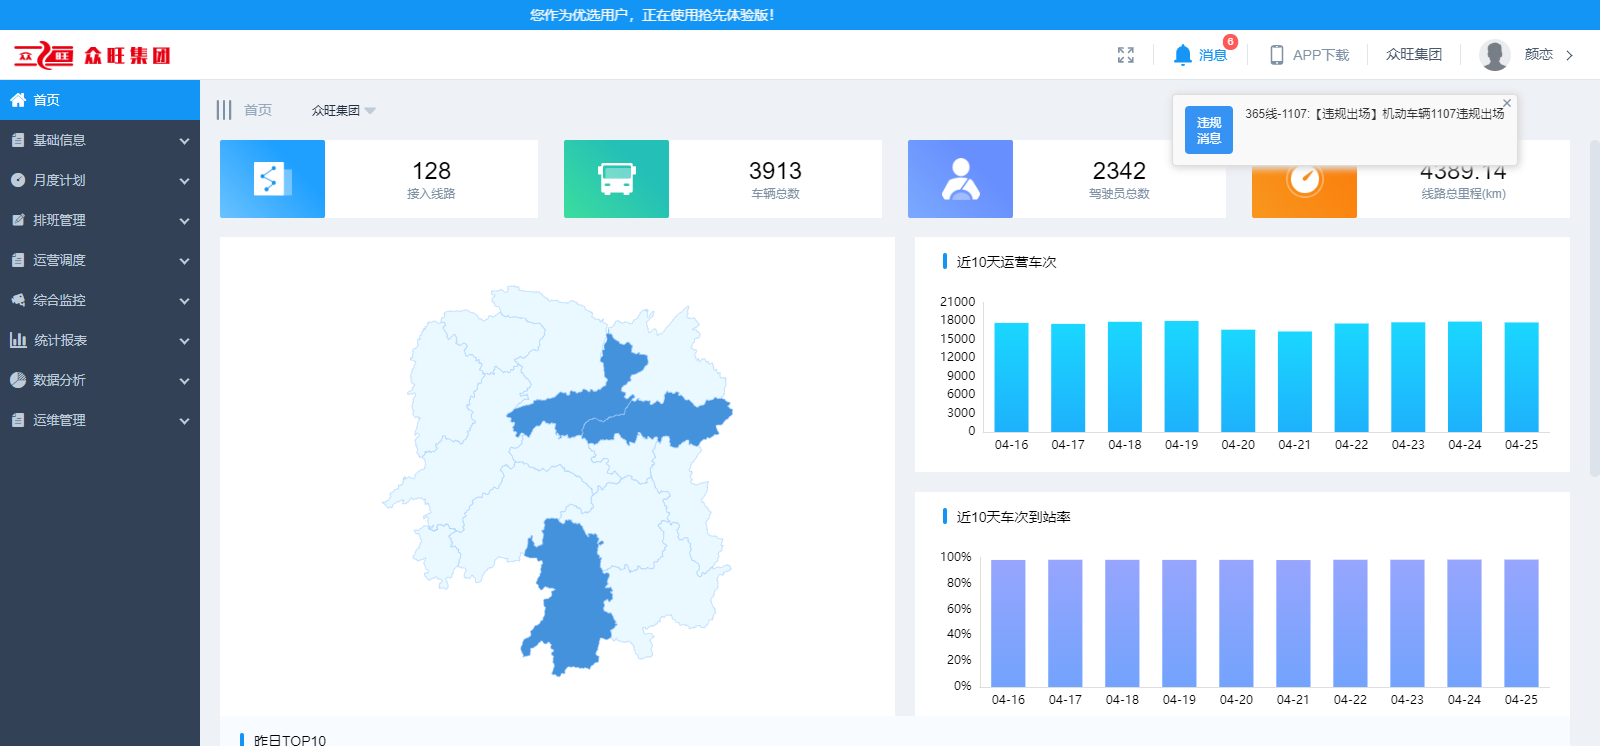 您作为优选用户，正在使用抢先体验版！
众旺
众旺集团
消息
6
APP下载
众旺集团
颜恋
首页
基础信息
月度计划
排班管理
运营调度
综合监控
统计报表
数据分析
运维管理
首页
众旺集团
违规
消息
365线-1107:【违规出场】机动车辆1107违规出场
128
接入线路
3913
车辆总数
2342
驾驶员总数
4389.14
线路总里程(km)
近10天运营车次
21000
18000
15000
12000
9000
6000
3000
0
04-16 04-17 04-18 04-19 04-20 04-21 04-22 04-23 04-24 04-25
近10天车次到站率
100%
80%
60%
40%
20%
0%
04-16 04-17 04-18 04-19 04-20 04-21 04-22 04-23 04-24 04-25
昨日TOP10